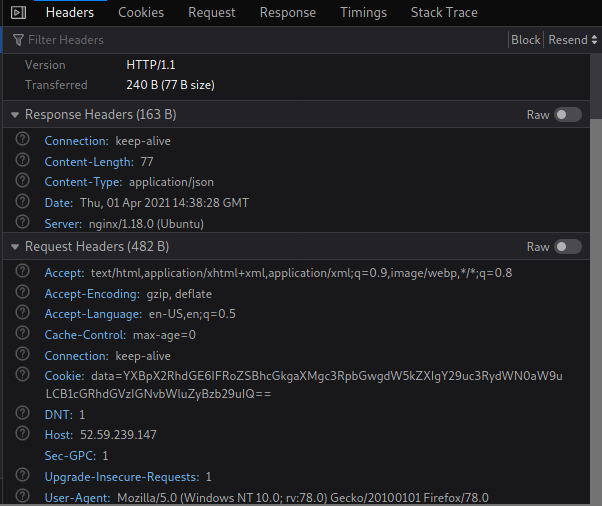 Headers Cookies Request Response Timings Stack Trace
Filter Headers Block Resend
Version HTTP/1.1
Transferred 240 B (77 B size)
Response Headers (163 B) Raw
Connection: keep-alive
Content-Length: 77
Content-Type: application/json
Date: Thu, 01 Apr 2021 14:38:28 GMT
Server: nginx/1.18.0 (Ubuntu)
Request Headers (482 B) Raw
Accept: text/html,application/xhtml+xml,application/xml;q=0.9,image/webp,*/*;q=0.8
Accept-Encoding: gzip, deflate
Accept-Language: en-US,en;q=0.5
Cache-Control: max-age=0
Connection: keep-alive
Cookie: data=YXBpX2RhdGE6IFRoZSBhcGkgaXMgc3RpbGwgdW5kZXIgY29uc3RydWN0aW9u
LCB1cGRhdGVzIGNvbWluZyBzb29uIQ==
DNT: 1
Host: 52.59.239.147
Sec-GPC: 1
Upgrade-Insecure-Requests: 1
User-Agent: Mozilla/5.0 (Windows NT 10.0; rv:78.0) Gecko/20100101 Firefox/78.0